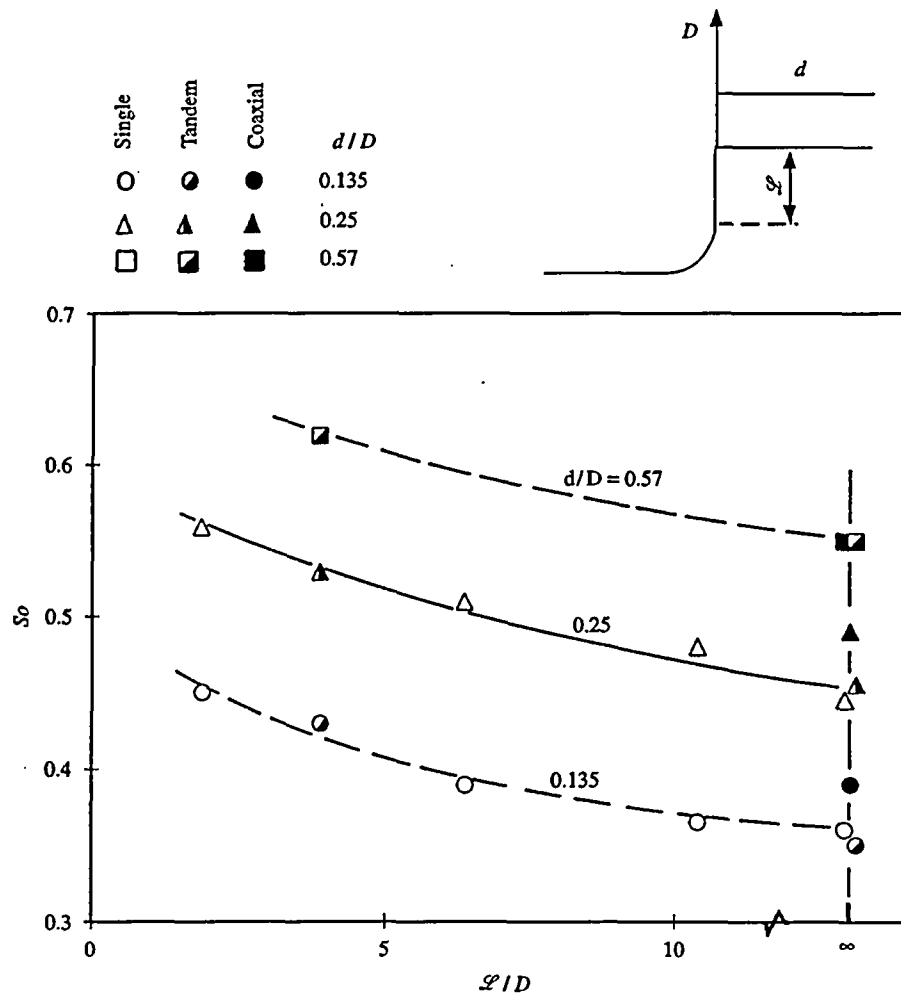 Single
Tandem
Coaxial
d / D
0.135
0.25
0.57
D
d
ℒ
0.7
0.6
0.5
0.4
0.3
So
d/D = 0.57
0.25
0.135
0
5
10
∞
ℒ / D